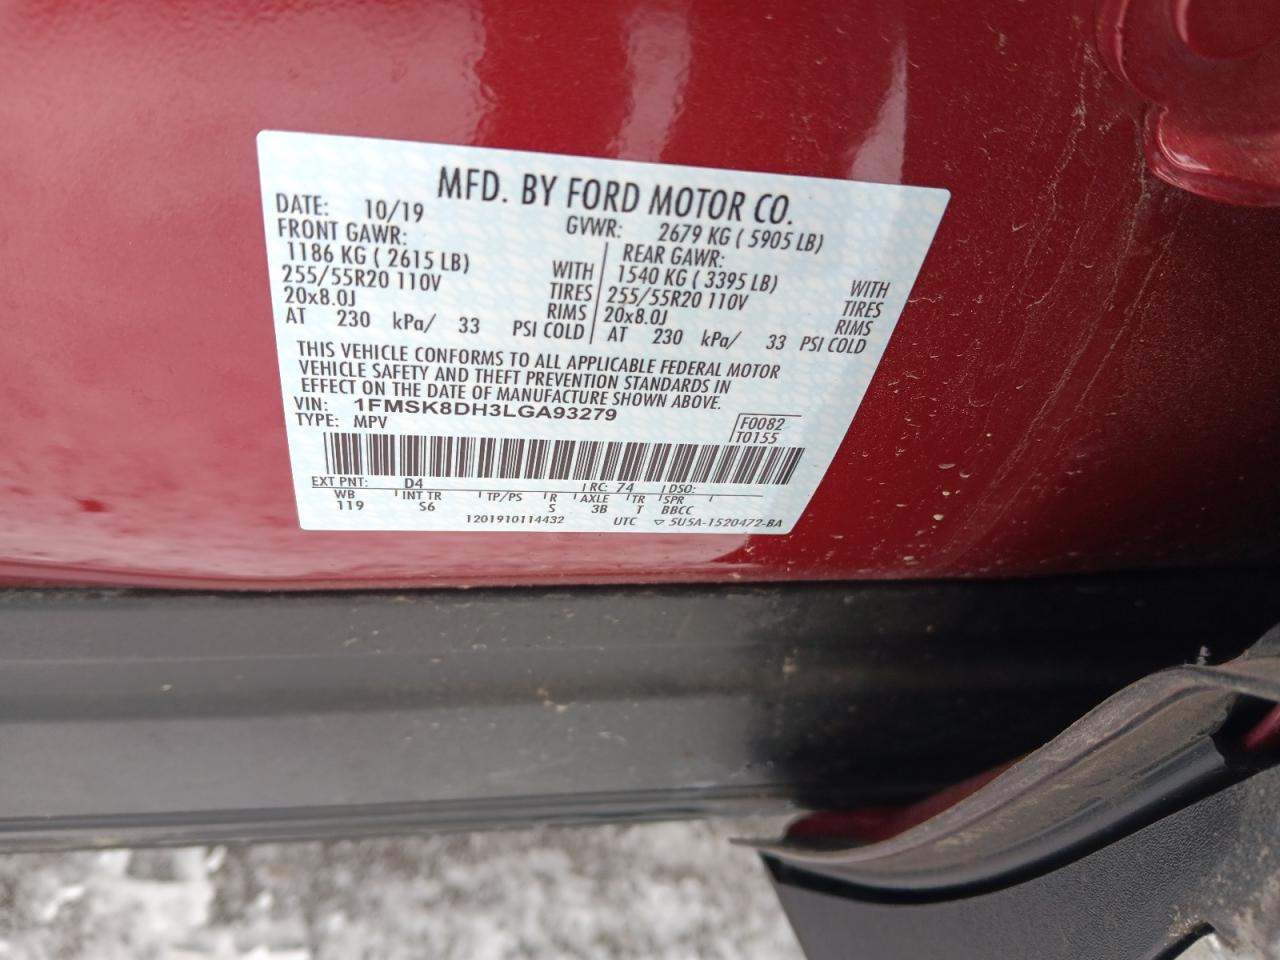 MFD. BY FORD MOTOR CO.
DATE: 10/19 GVWR: 2679 KG ( 5905 LB)
FRONT GAWR: REAR GAWR:
1186 KG ( 2615 LB) WITH 1540 KG ( 3395 LB) WITH
255/55R20 110V TIRES 255/55R20 110V TIRES
20x8.0J RIMS 20x8.0J RIMS
AT 230 kPa/ 33 PSI COLD AT 230 kPa/ 33 PSI COLD
THIS VEHICLE CONFORMS TO ALL APPLICABLE FEDERAL MOTOR
VEHICLE SAFETY AND THEFT PREVENTION STANDARDS IN
EFFECT ON THE DATE OF MANUFACTURE SHOWN ABOVE.
VIN: 1FMSK8DH3LGA93279
TYPE: MPV F0082
T0155
EXT PNT: D4 RC: 74 DSO:
WB INT TR TP/PS R AXLE TR SPR
119 S6 S 3B T BBCC
1201910114432 UTC ▽ 5U5A-1520472-BA